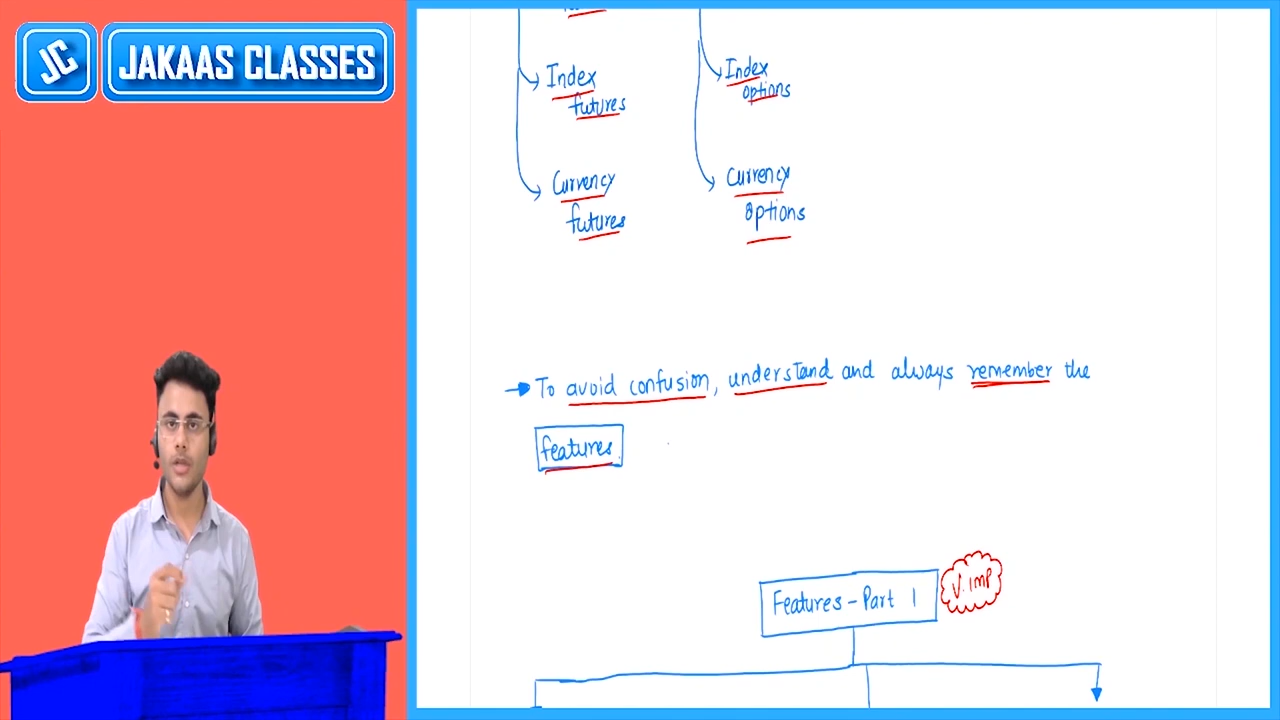 JC
JAKAAS CLASSES
Index
futures
Index
options
Currency
futures
Currency
options
To avoid confusion, understand and always remember the
features.
Features - Part 1
V. imp